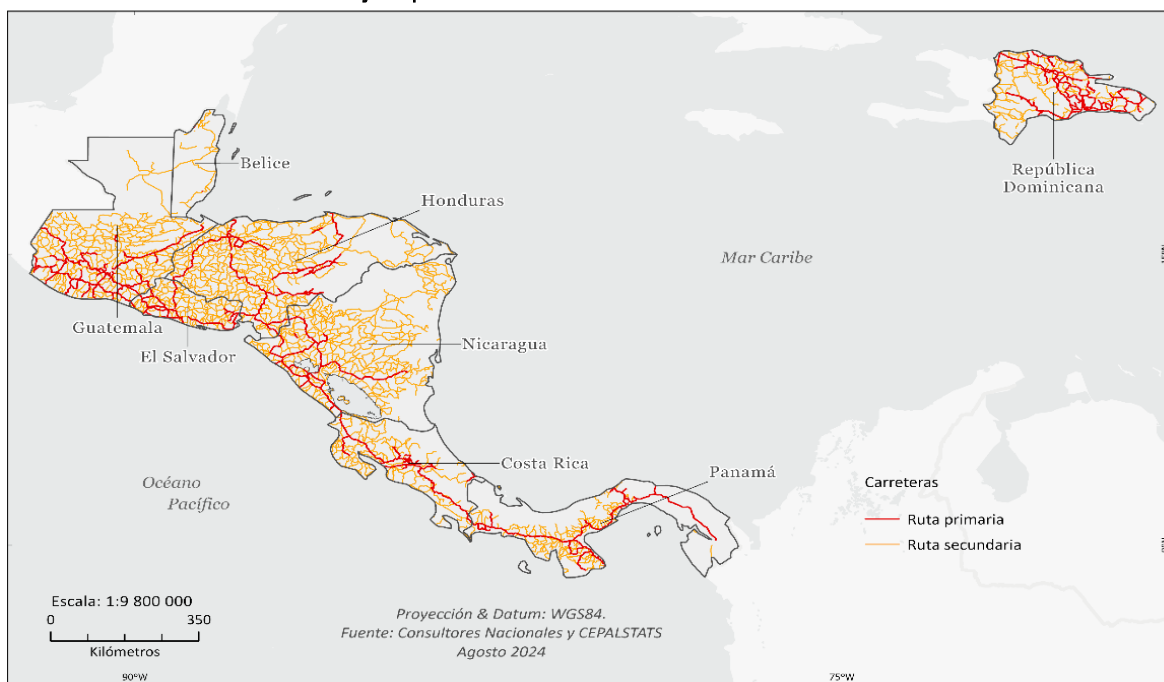 Belice
Honduras
República
Dominicana
Mar Caribe
Guatemala
El Salvador
Nicaragua
Costa Rica
Panamá
Océano
Pacífico
Carreteras
Ruta primaria
Ruta secundaria
Escala: 1:9 800 000
0 350
Kilómetros
Proyección & Datum: WGS84.
Fuente: Consultores Nacionales y CEPALSTATS
Agosto 2024
90°W 75°W